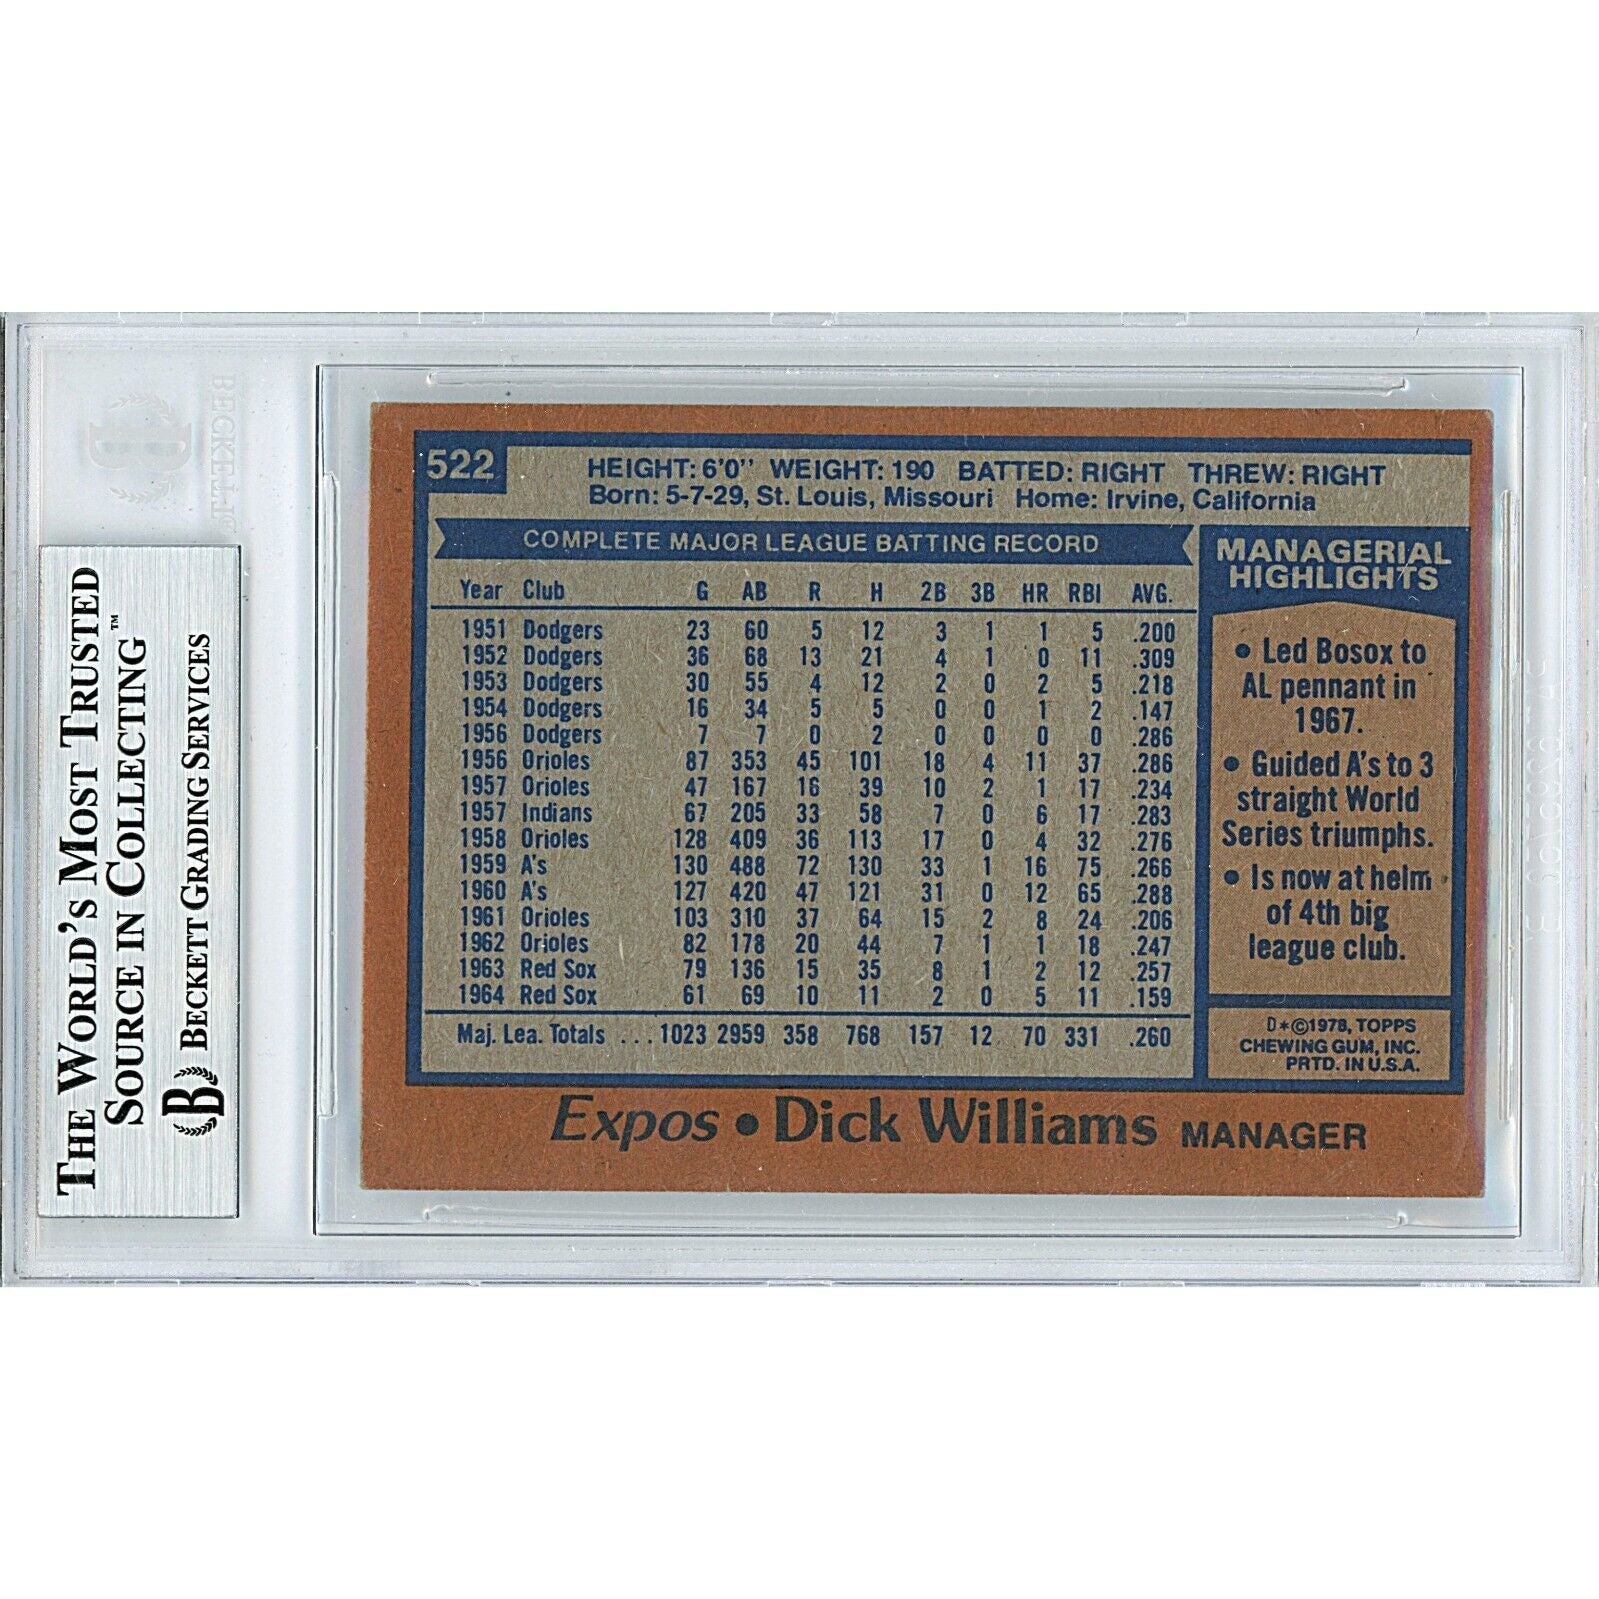 522
HEIGHT: 6'0" WEIGHT: 190 BATTED: RIGHT THREW: RIGHT
Born: 5-7-29, St. Louis, Missouri Home: Irvine, California
COMPLETE MAJOR LEAGUE BATTING RECORD
Year Club G AB R H 2B 3B HR RBI AVG.
1951 Dodgers 23 60 5 12 3 1 1 5 .200
1952 Dodgers 36 68 13 21 4 1 0 11 .309
1953 Dodgers 30 55 4 12 2 0 2 5 .218
1954 Dodgers 16 34 5 5 0 0 1 2 .147
1956 Dodgers 7 7 0 2 0 0 0 0 .286
1956 Orioles 87 353 45 101 18 4 11 37 .286
1957 Orioles 47 167 16 39 10 2 1 17 .234
1957 Indians 67 205 33 58 7 0 6 17 .283
1958 Orioles 128 409 36 113 17 0 4 32 .276
1959 A's 130 488 72 130 33 1 16 75 .266
1960 A's 127 420 47 121 31 0 12 65 .288
1961 Orioles 103 310 37 64 15 2 8 24 .206
1962 Orioles 82 178 20 44 7 1 1 18 .247
1963 Red Sox 79 136 15 35 8 1 2 12 .257
1964 Red Sox 61 69 10 11 2 0 5 11 .159
Maj. Lea. Totals ... 1023 2959 358 768 157 12 70 331 .260
MANAGERIAL
HIGHLIGHTS
• Led Bosox to
AL pennant in
1967.
• Guided A's to 3
straight World
Series triumphs.
• Is now at helm
of 4th big
league club.
D*©1978, TOPPS
CHEWING GUM, INC.
PRTD. IN U.S.A.
Expos • Dick Williams MANAGER
THE WORLD'S MOST TRUSTED
SOURCE IN COLLECTING™
B BECKETT GRADING SERVICES